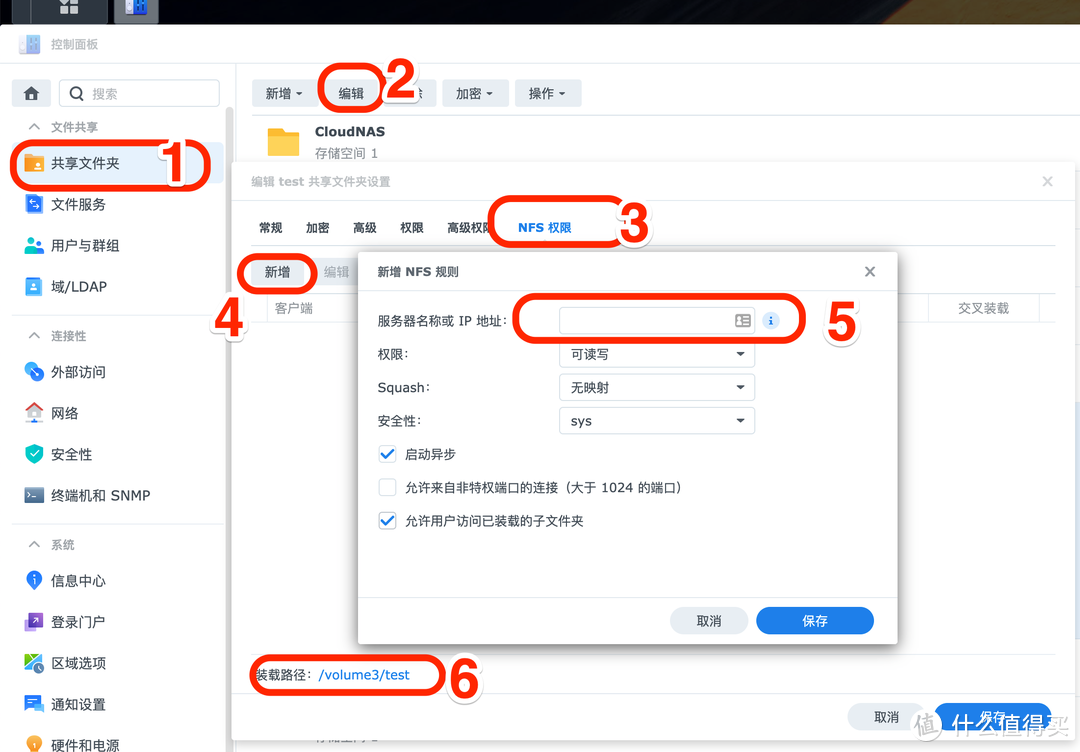 控制面板
搜索
新增 编辑 加密 操作
2
文件共享
CloudNAS
存储空间 1
共享文件夹
1
编辑 test 共享文件夹设置
文件服务
常规 加密 高级 权限 高级权限 NFS 权限
3
用户与群组
新增 编辑
新增 NFS 规则
域/LDAP
4
客户端
交叉装载
服务器名称或 IP 地址:
5
连接性
权限:
可读写
外部访问
Squash:
无映射
网络
安全性:
sys
安全性
启动异步
终端机和 SNMP
允许来自非特权端口的连接（大于 1024 的端口）
允许用户访问已装载的子文件夹
系统
信息中心
登录门户
取消 保存
区域选项
装载路径: /volume3/test
6
通知设置
取消 保存
值 什么值得买
硬件和电源
存储空间